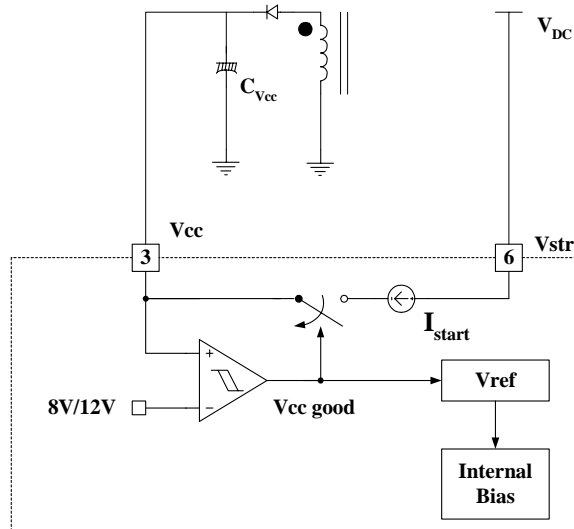 V_DC
C_Vcc
Vcc
Vstr
3
6
I_start
+
8V/12V
−
Vcc good
Vref
Internal
Bias